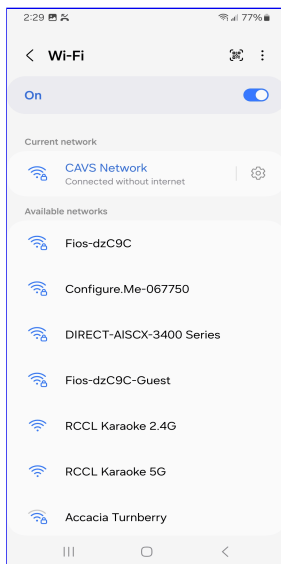 2:29 77%
Wi-Fi
On
Current network
CAVS Network
Connected without internet
Available networks
Fios-dzC9C
Configure.Me-067750
DIRECT-AISCX-3400 Series
Fios-dzC9C-Guest
RCCL Karaoke 2.4G
RCCL Karaoke 5G
Accacia Turnberry